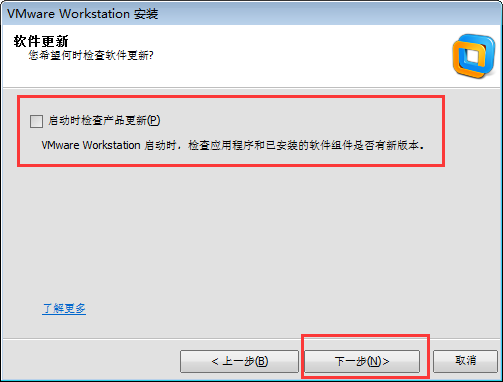 VMware Workstation 安装
软件更新
您希望何时检查软件更新?
启动时检查产品更新(P)
VMware Workstation 启动时，检查应用程序和已安装的软件组件是否有新版本。
了解更多
< 上一步(B)
下一步(N)>
取消